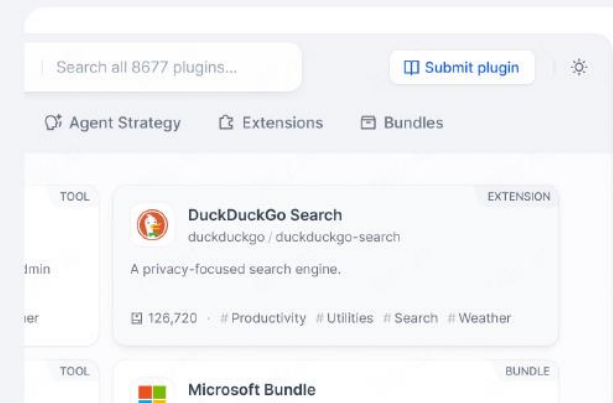 Search all 8677 plugins...
Submit plugin
Agent Strategy
Extensions
Bundles
TOOL
EXTENSION
DuckDuckGo Search
duckduckgo / duckduckgo-search
A privacy-focused search engine.
126,720 · # Productivity # Utilities # Search # Weather
TOOL
BUNDLE
Microsoft Bundle